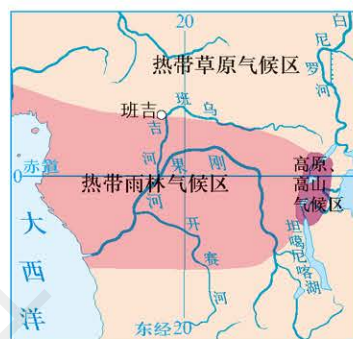 20
白尼罗河
热带草原气候区
班吉
乌班吉河
赤道
0
刚果河
热带雨林气候区
高原、
高山
气候区
大西洋
开赛河
坦噶尼喀湖
东经20